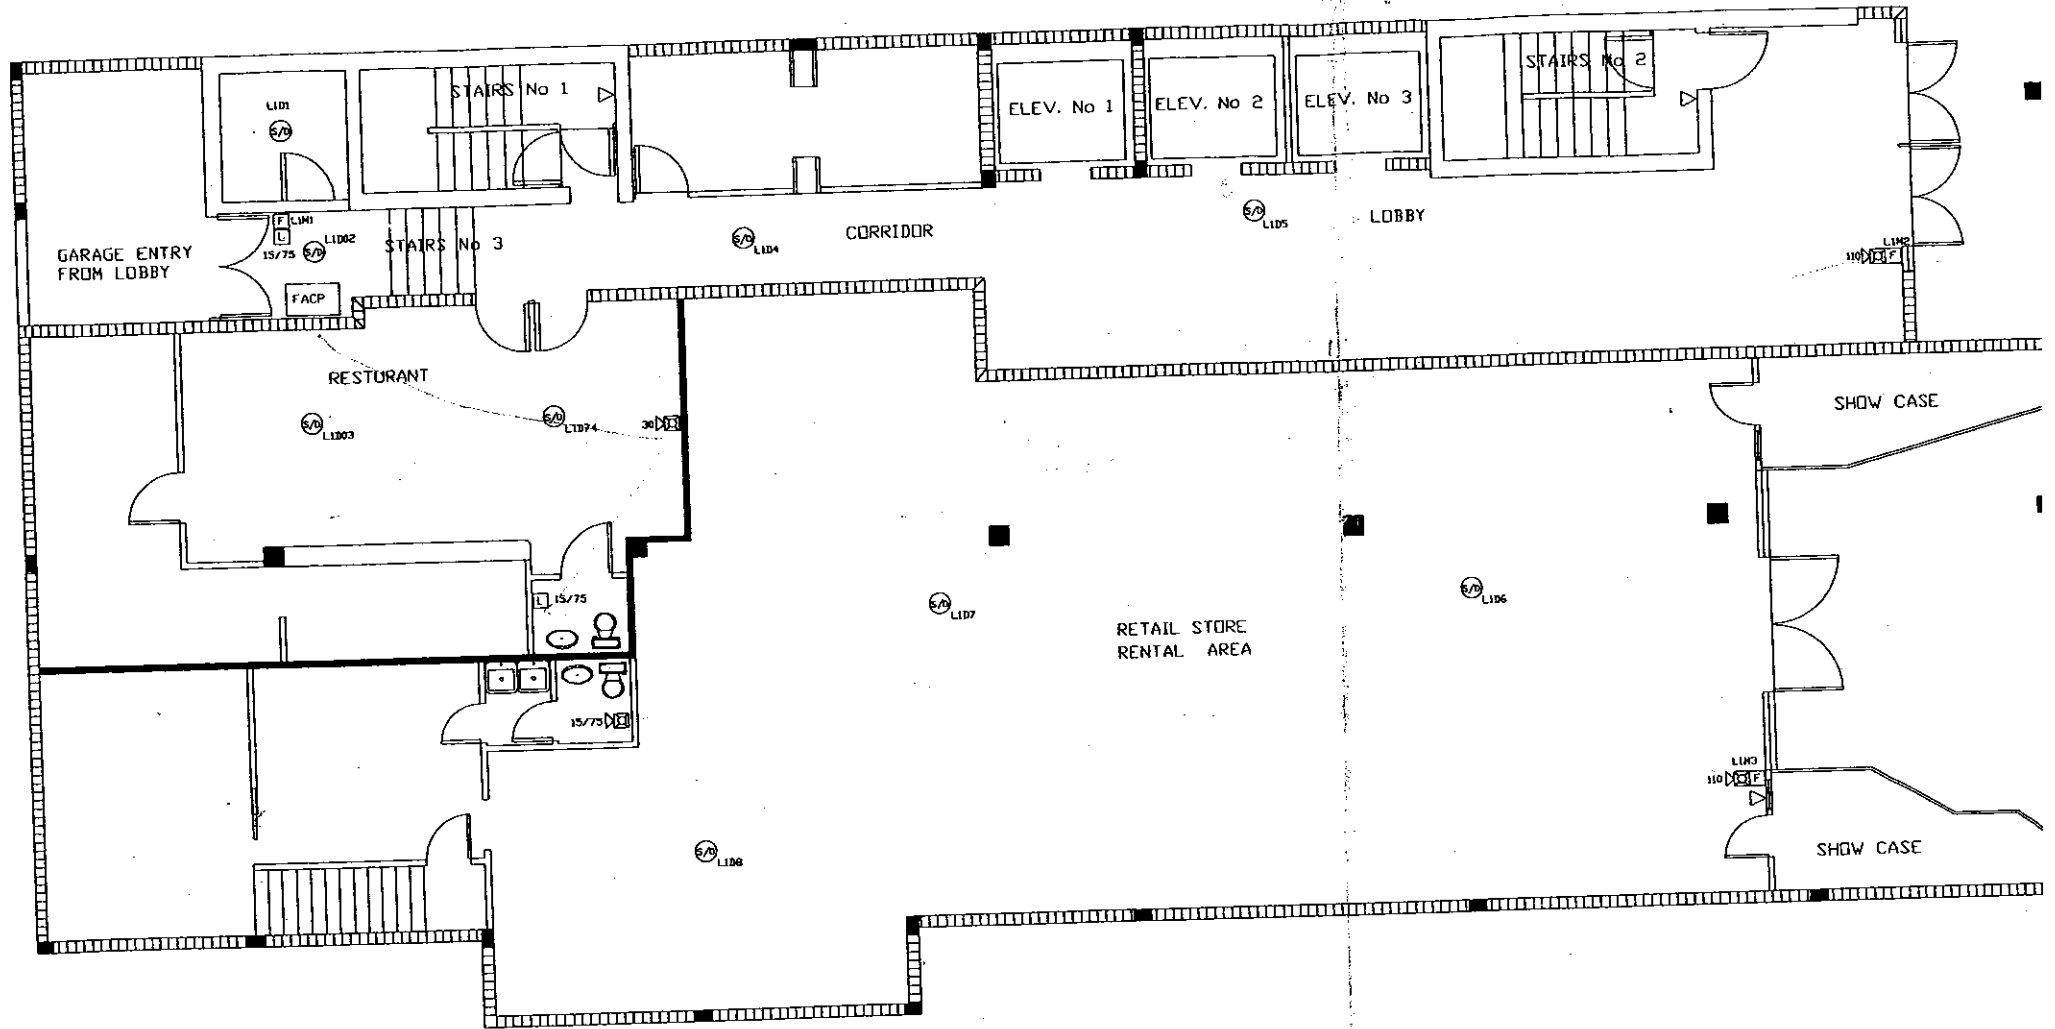 STAIRS No 1
STAIRS No 2
L1D1
S/D
ELEV. No 1
ELEV. No 2
ELEV. No 3
F L1M1
L
15/75
S/D L1D02
STAIRS No 3
S/D L1D4
CORRIDOR
S/D L1D5
LOBBY
GARAGE ENTRY
FROM LOBBY
FACP
L1M2
110 F
RESTURANT
S/D L1D03
S/D L1D74
30
SHOW CASE
L 15/75
S/D L1D7
S/D L1D6
RETAIL STORE
RENTAL AREA
15/75
L1M3
110 F
S/D L1D8
SHOW CASE